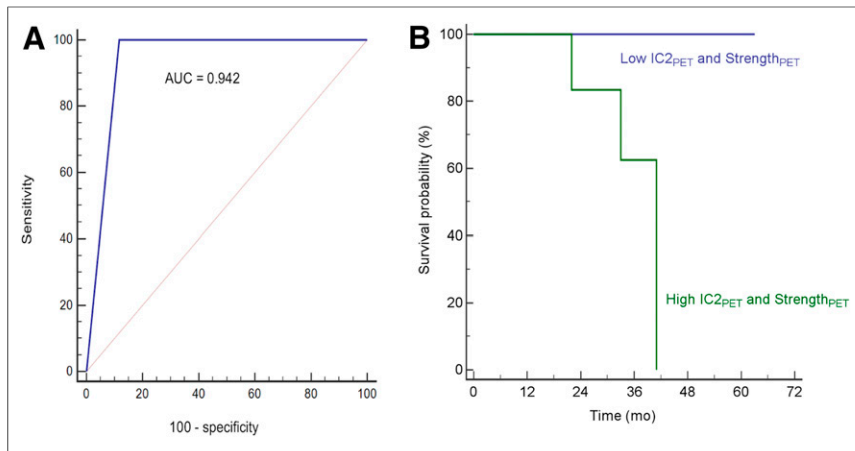 A
AUC = 0.942
100
80
60
40
20
0
Sensitivity
0 20 40 60 80 100
100 - specificity
B
Low IC2PET and StrengthPET
100
80
60
40
20
0
Survival probability (%)
High IC2PET and StrengthPET
0 12 24 36 48 60 72
Time (mo)